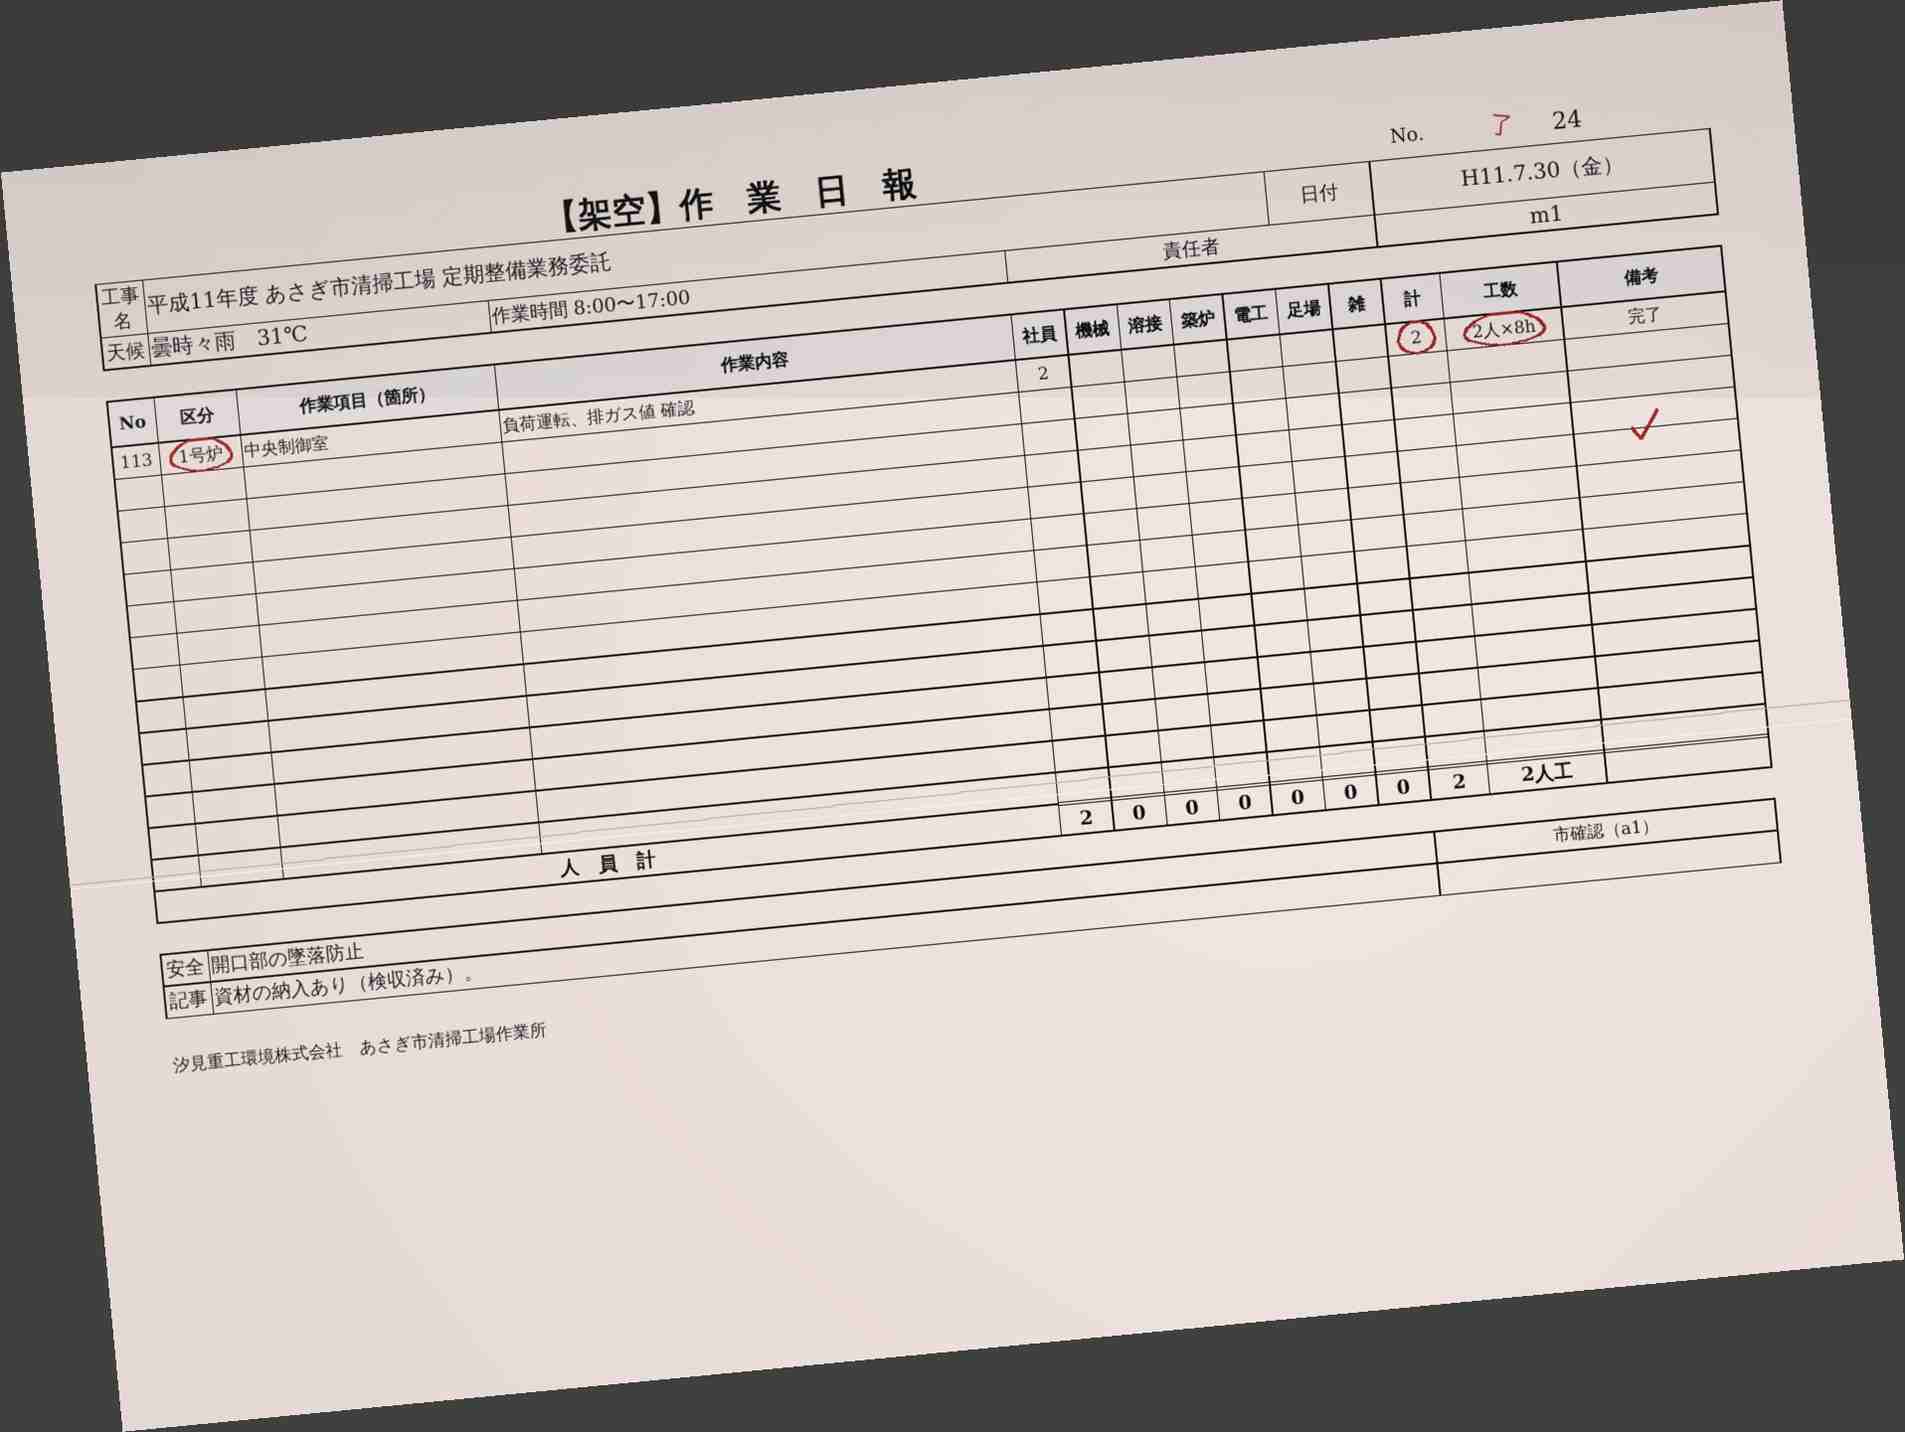 No. 了 24
【架空】作 業 日 報
工事名 平成11年度 あさぎ市清掃工場 定期整備業務委託 日付 H11.7.30（金）
天候 曇時々雨 31℃ 作業時間 8:00〜17:00 責任者 m1
No 区分 作業項目（箇所） 作業内容 社員 機械 溶接 築炉 電工 足場 雑 計 工数 備考
113 1号炉 中央制御室 負荷運転、排ガス値 確認 2 2 2人×8h 完了
人 員 計 2 0 0 0 0 0 0 2 2人工
安全 開口部の墜落防止 市確認（a1）
記事 資材の納入あり（検収済み）。
汐見重工環境株式会社 あさぎ市清掃工場作業所